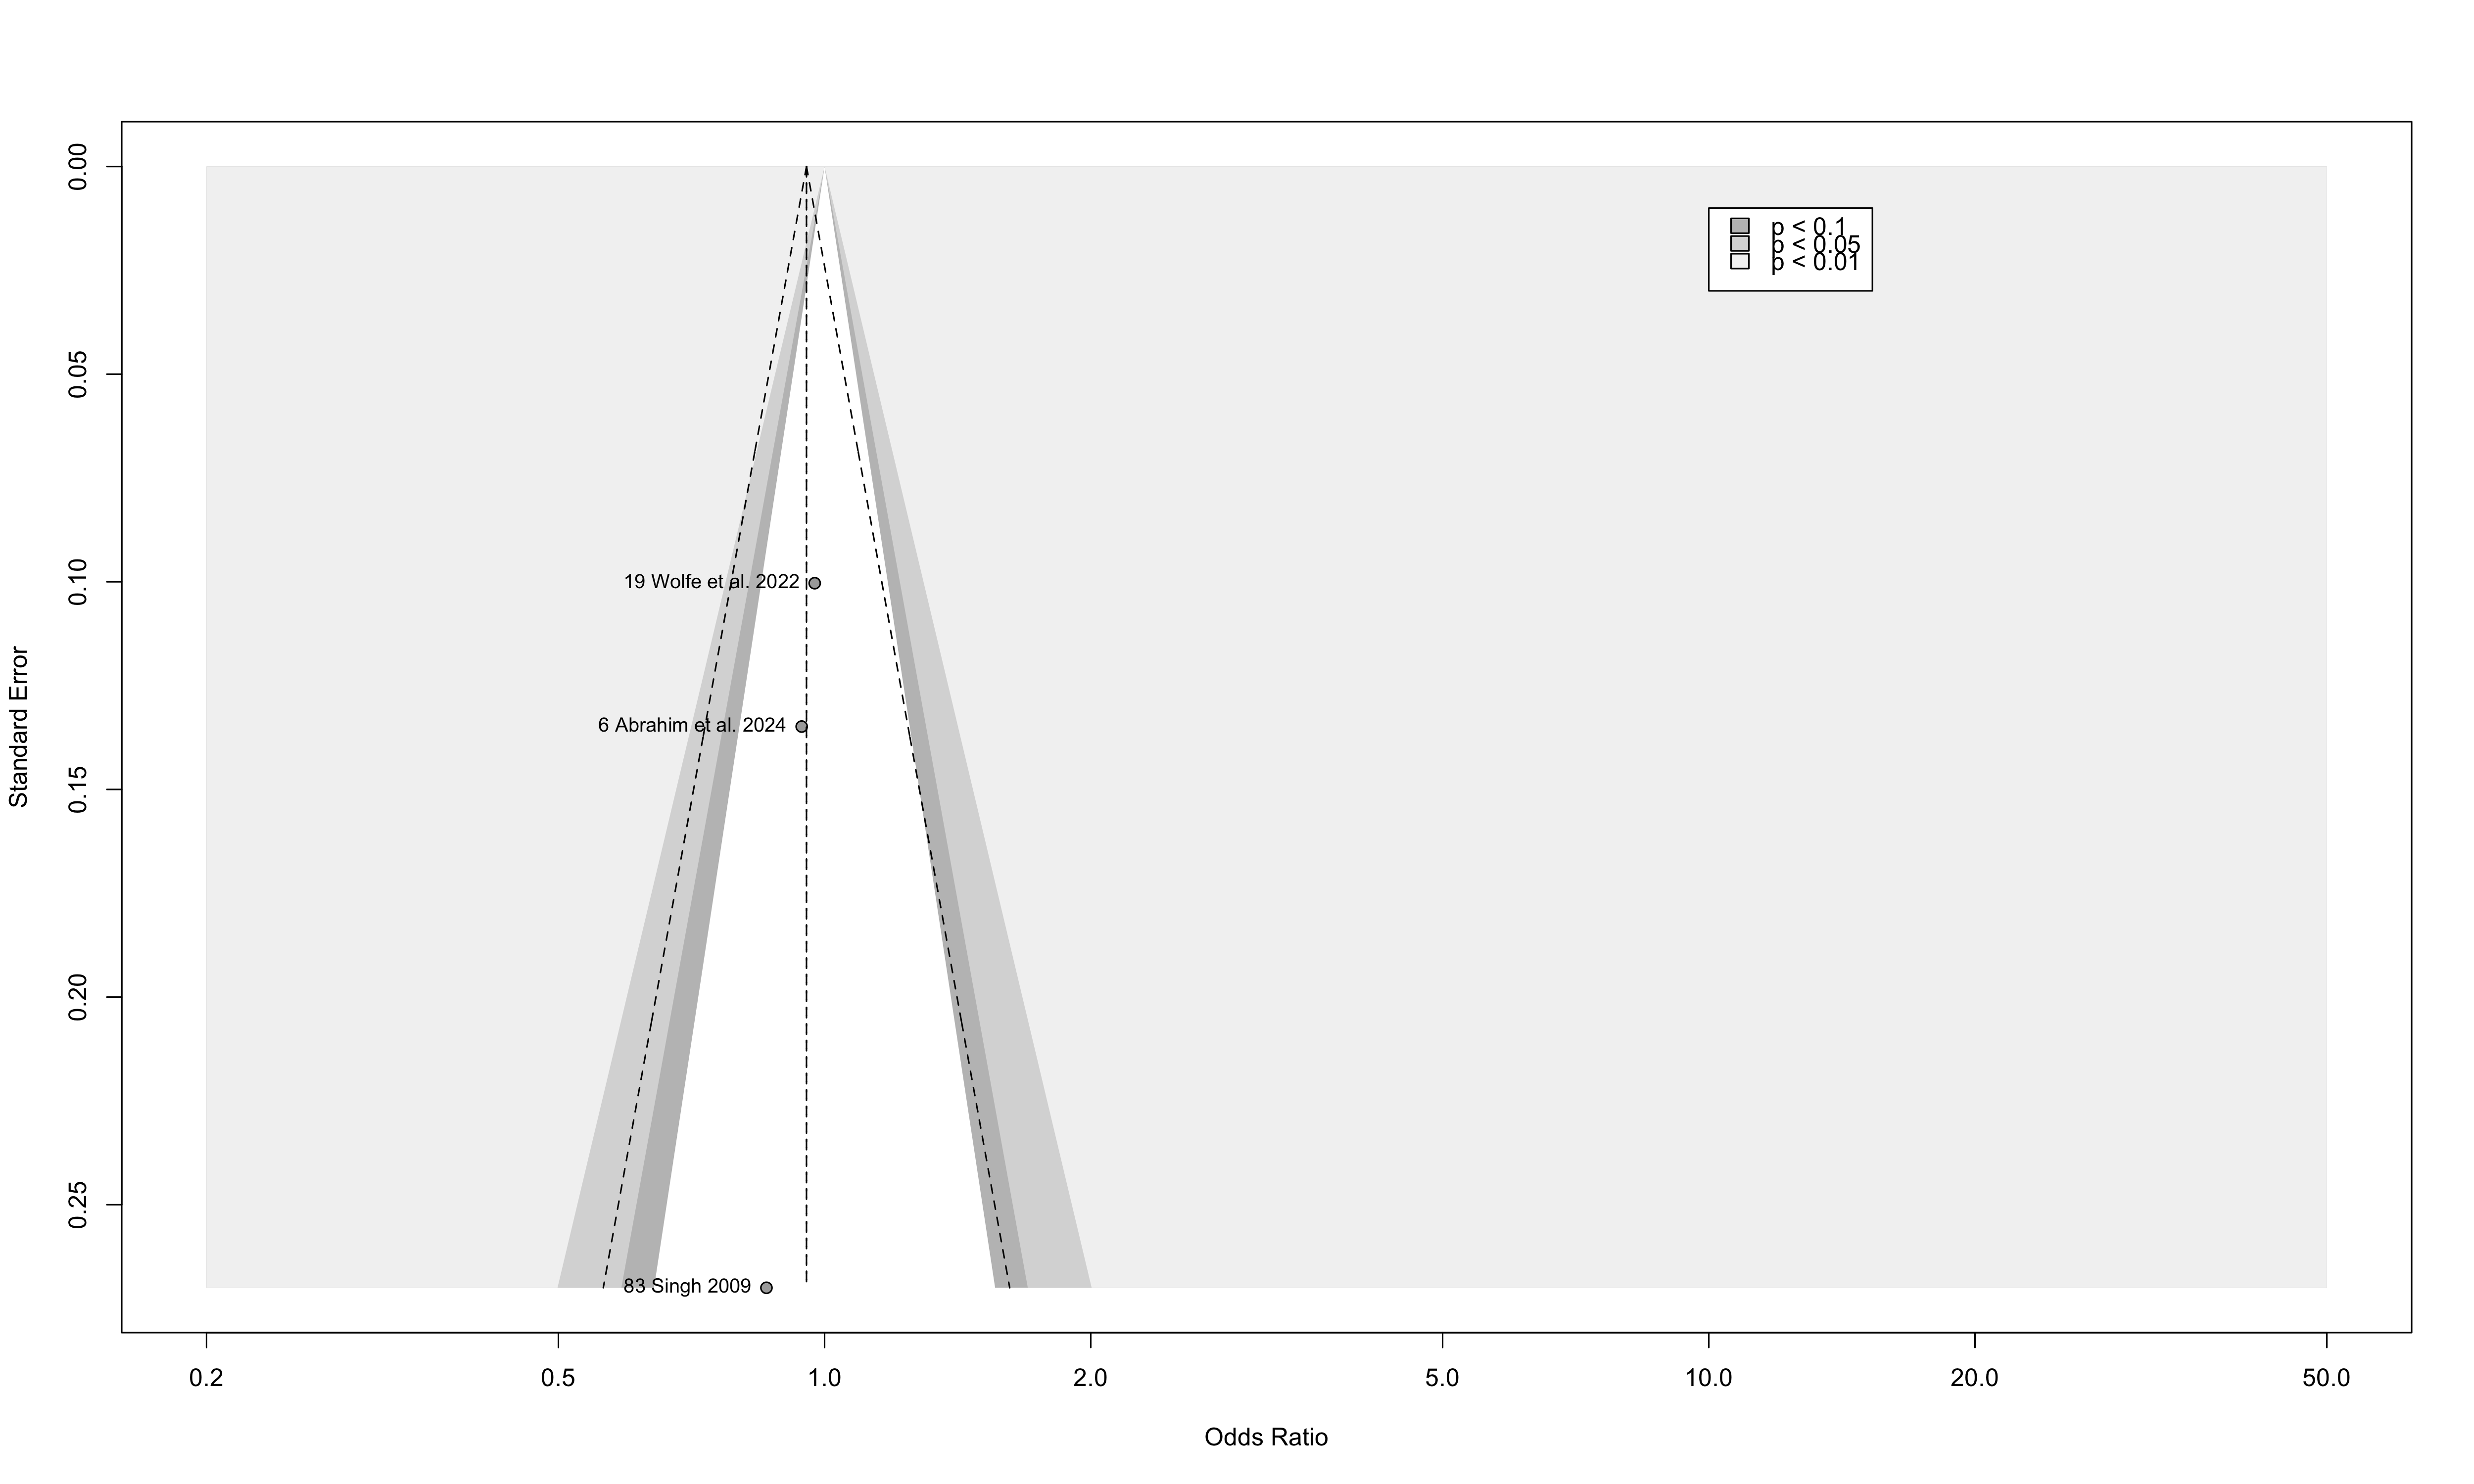 0.00
0.05
0.10
0.15
0.20
0.25
Standard Error
p < 0.1
p < 0.05
p < 0.01
19 Wolfe et al. 2022
6 Abrahim et al. 2024
83 Singh 2009
0.2 0.5 1.0 2.0 5.0 10.0 20.0 50.0
Odds Ratio